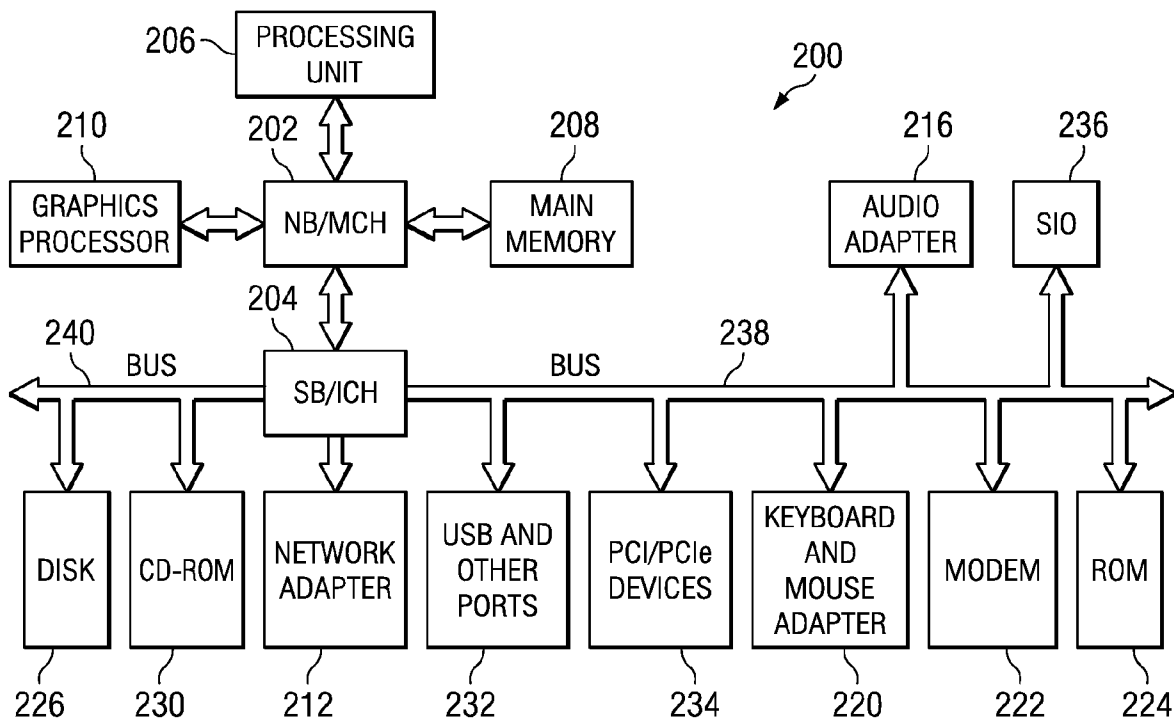 206
PROCESSING
UNIT
200
210
202
208
216
236
GRAPHICS
PROCESSOR
NB/MCH
MAIN
MEMORY
AUDIO
ADAPTER
SIO
204
240
238
BUS
BUS
SB/ICH
DISK
CD-ROM
NETWORK
ADAPTER
USB AND
OTHER
PORTS
PCI/PCIe
DEVICES
KEYBOARD
AND
MOUSE
ADAPTER
MODEM
ROM
226
230
212
232
234
220
222
224